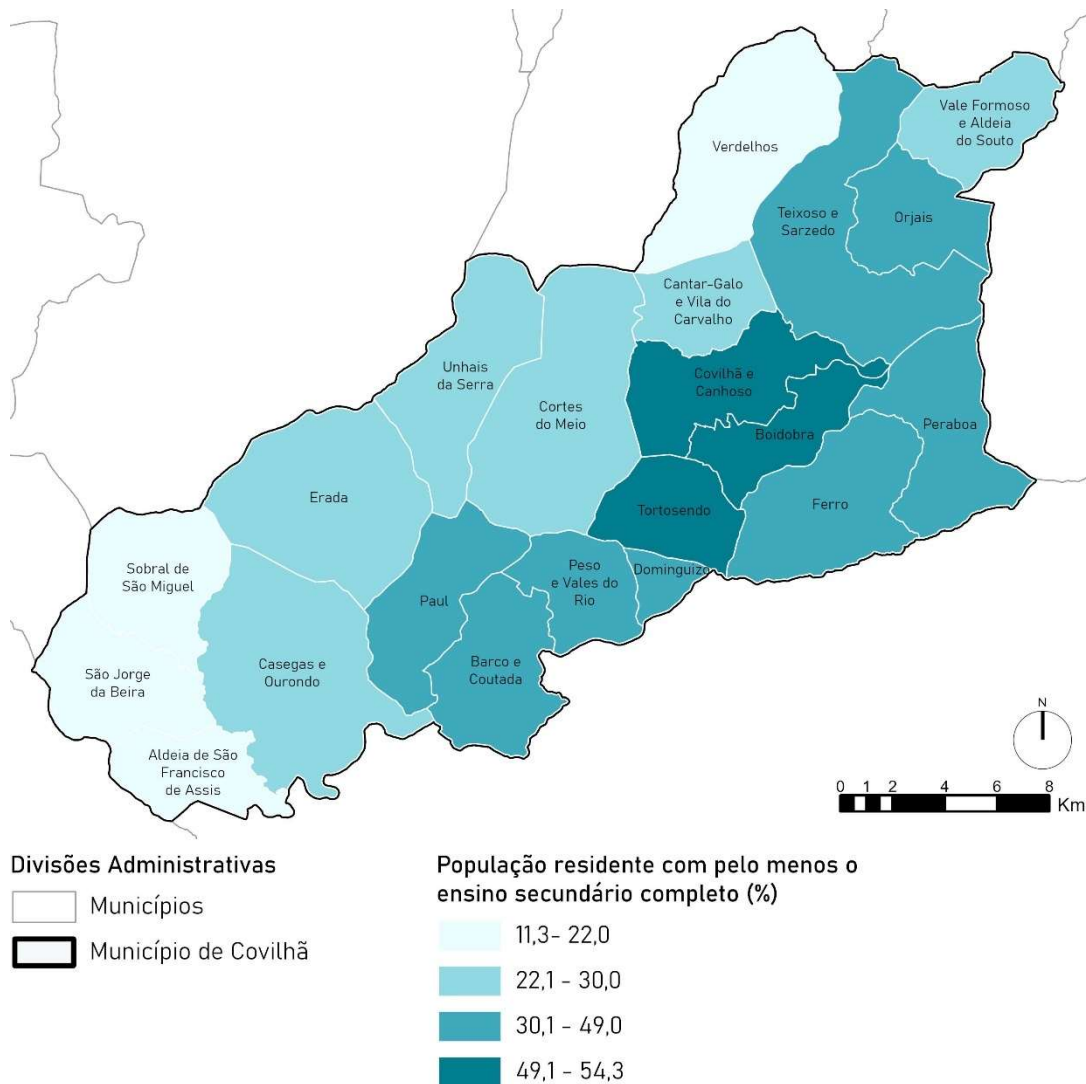 Vale Formoso
e Aldeia
do Souto
Verdelhos
Teixoso e
Sarzedo
Orjais
Cantar-Galo
e Vila do
Carvalho
Unhais
da Serra
Covilhã e
Canhoso
Cortes
do Meio
Peraboa
Boidobra
Erada
Tortosendo
Ferro
Sobral de
São Miguel
Peso
e Vales do
Rio
Dominguizo
Paul
Casegas e
Ourondo
Barco e
Coutada
São Jorge
da Beira
Aldeia de São
Francisco
de Assis
N
0 1 2 4 6 8
Km
Divisões Administrativas
Municípios
Município de Covilhã
População residente com pelo menos o
ensino secundário completo (%)
11,3- 22,0
22,1 - 30,0
30,1 - 49,0
49,1 - 54,3